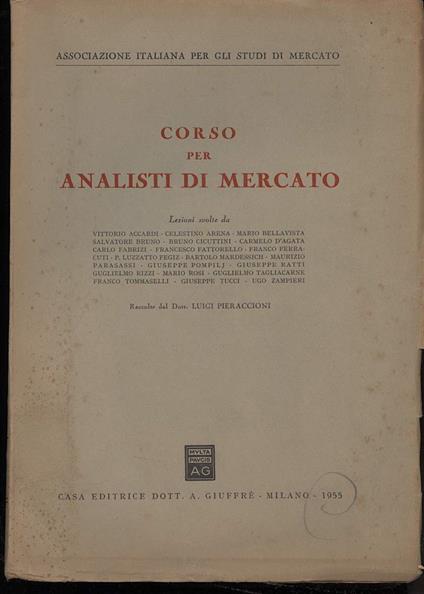 ASSOCIAZIONE ITALIANA PER GLI STUDI DI MERCATO
CORSO
PER
ANALISTI DI MERCATO
Lezioni svolte da
VITTORIO ACCARDI - CELESTINO ARENA - MARIO BELLAVISTA
SALVATORE BRUNO - BRUNO CICUTTINI - CARMELO D'AGATA
CARLO FABRIZI - FRANCESCO FATTORELLO - FRANCO FERRA-
CUTI - P. LUZZATTO FEGIZ - BARTOLO MARDESSICH - MAURIZIO
PARASASSI - GIUSEPPE POMPILJ - GIUSEPPE RATTI
GUGLIELMO RIZZI - MARIO ROSI - GUGLIELMO TAGLIACARNE
FRANCO TOMMASELLI - GIUSEPPE TUCCI - UGO ZAMPIERI
Raccolte dal Dott. LUIGI PIERACCIONI
MVLTA
PAVCIS
AG
CASA EDITRICE DOTT. A. GIUFFRÈ - MILANO - 1955